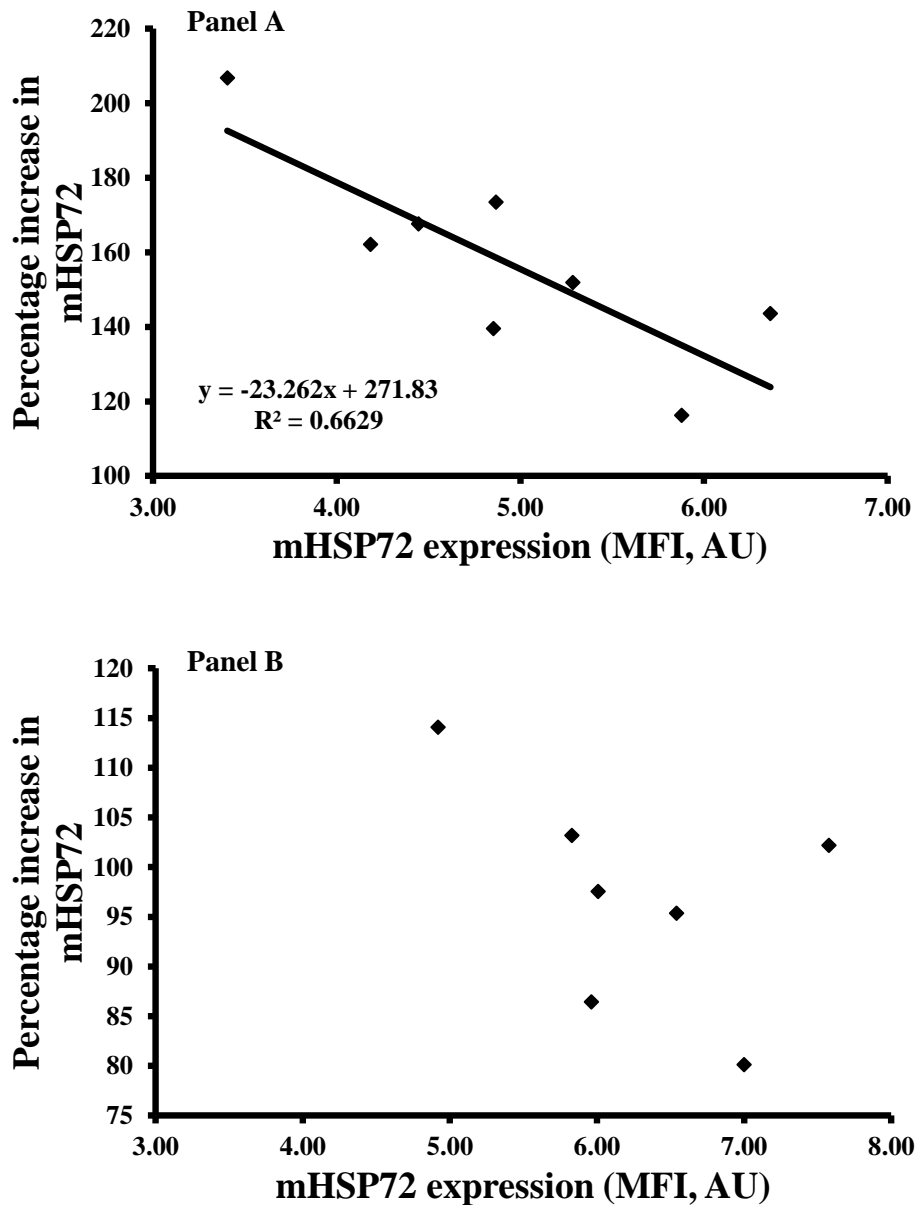 Panel A
Percentage increase in
mHSP72
220
200
180
160
140
120
100
y = -23.262x + 271.83
R² = 0.6629
3.00 4.00 5.00 6.00 7.00
mHSP72 expression (MFI, AU)
Panel B
Percentage increase in
mHSP72
120
115
110
105
100
95
90
85
80
75
3.00 4.00 5.00 6.00 7.00 8.00
mHSP72 expression (MFI, AU)